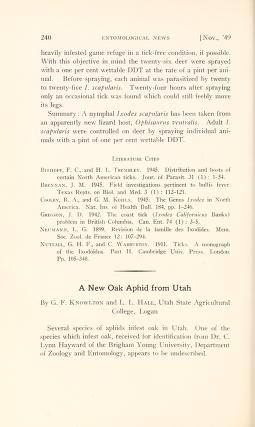 240 ENTOMOLOGICAL NEWS [Nov., '49
heavily infested game refuge in a tick-free condition, if possible.
With this objective in mind the twenty-six deer were sprayed
with a one per cent wettable DDT at the rate of a pint per ani-
mal. Before spraying, each animal was parasitized by twenty
to twenty-five I. scapularis. Twenty-four hours after spraying
only an occasional tick was found which could still feebly move
its legs.
Summary: A nymphal Ixodes scapularis has been taken from
an apparently new lizard host, Ophisaurus ventralis. Adult I.
scapularis were controlled on deer by spraying individual ani-
mals with a pint of one per cent wettable DDT.
LITERATURE CITED
BISHOPP, F. C., and H. L. TREMBLEY. 1945. Distribution and hosts of
certain North American ticks. Jour. of Parasit. 31 (1): 1-54.
BRENNAN, J. M. 1945. Field investigations pertinent to bullis fever.
Texas Repts. on Biol. and Med. 3 (1): 112-121.
COOLEY, R. A., and G. M. KOHLS. 1945. The Genus Ixodes in North
America. Nat. Ins. of Health Bull. 184, pp. 1-246.
GREGSON, J. D. 1942. The coast tick (Ixodes Californicus Banks)
problem in British Columbia. Can. Ent. 74 (1): 3-5.
NEUMANN, L. G. 1899. Revision de la famille des Ixodidés. Mem.
Soc. Zool. de France 12: 107-294.
NUTTALL, G. H. F., and C. WARBURTON. 1911. Ticks. A monograph
of the Ixodoidea. Part II. Cambridge Univ. Press. London
Pp. 105-348.
A New Oak Aphid from Utah
By G. F. KNOWLTON and L. L. HALL, Utah State Agricultural
College, Logan
Several species of aphids infest oak in Utah. One of the
species which infest oak, received for identification from Dr. C.
Lynn Hayward of the Brigham Young University, Department
of Zoology and Entomology, appears to be undescribed.